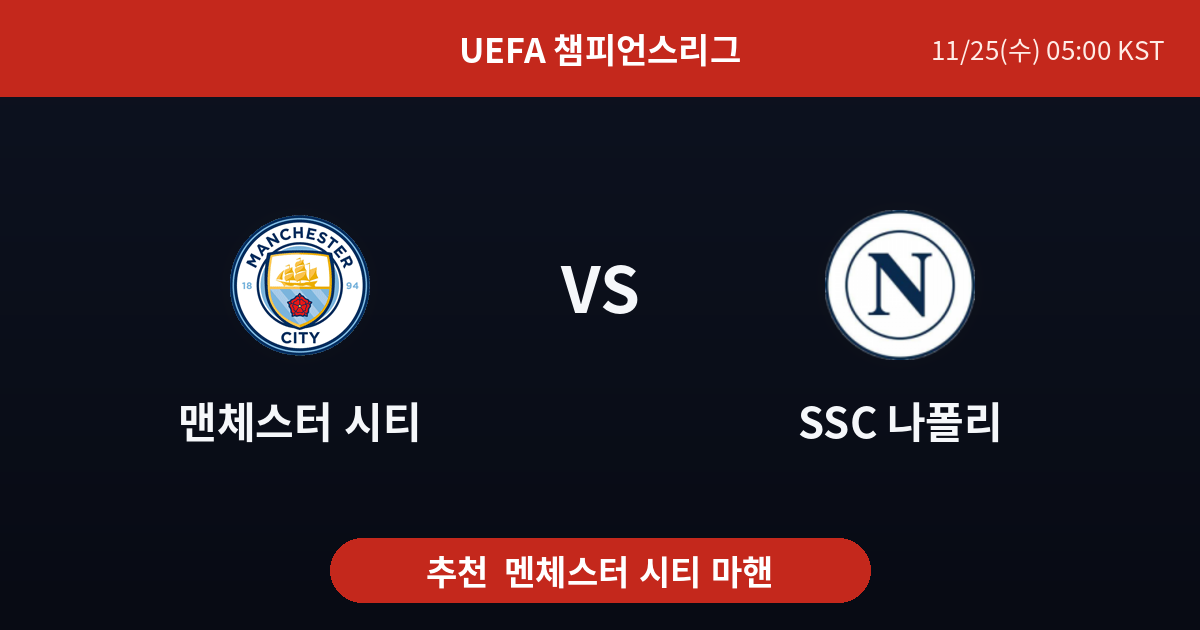 UEFA 챔피언스리그
11/25(수) 05:00 KST
MANCHESTER
18 94
CITY
VS
N
맨체스터 시티
SSC 나폴리
추천 멘체스터 시티 마핸